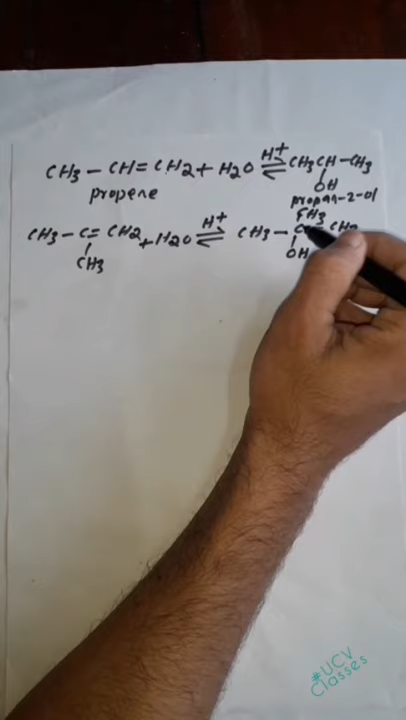 CH3 - CH = CH2 + H2O ⇌ CH3CH - CH3
H+
OH
propene
propan-2-ol
CH3
CH3 - C = CH2 + H2O ⇌ CH3 - C
H+
CH3
OH
#UCV
Classes